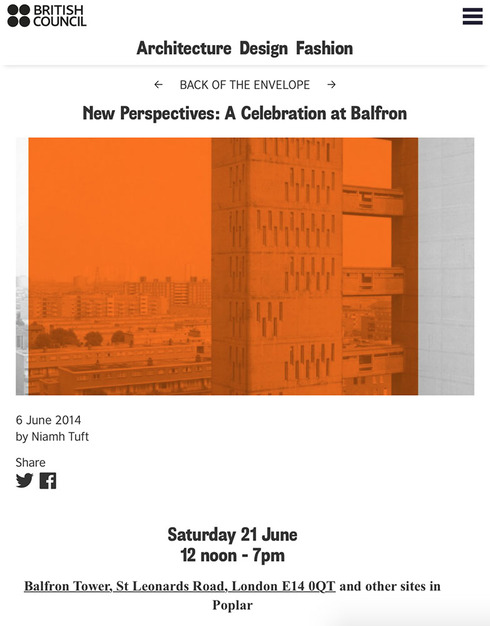 BRITISH
COUNCIL
Architecture Design Fashion
← BACK OF THE ENVELOPE →
New Perspectives: A Celebration at Balfron
6 June 2014
by Niamh Tuft
Share
Saturday 21 June
12 noon - 7pm
Balfron Tower, St Leonards Road, London E14 0QT and other sites in
Poplar